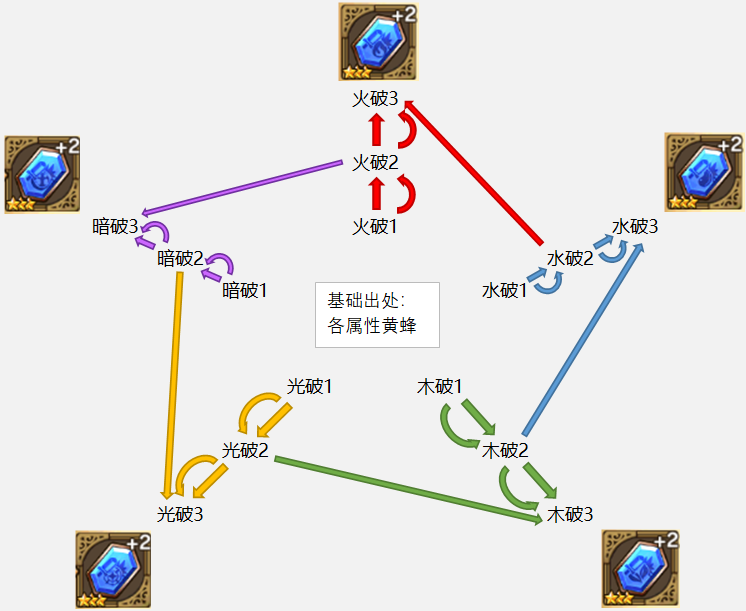 +2
火破3
火破2
火破1
+2
暗破3
暗破2
暗破1
+2
水破3
水破2
水破1
基础出处：
各属性黄蜂
光破1
光破2
光破3
+2
木破1
木破2
木破3
+2